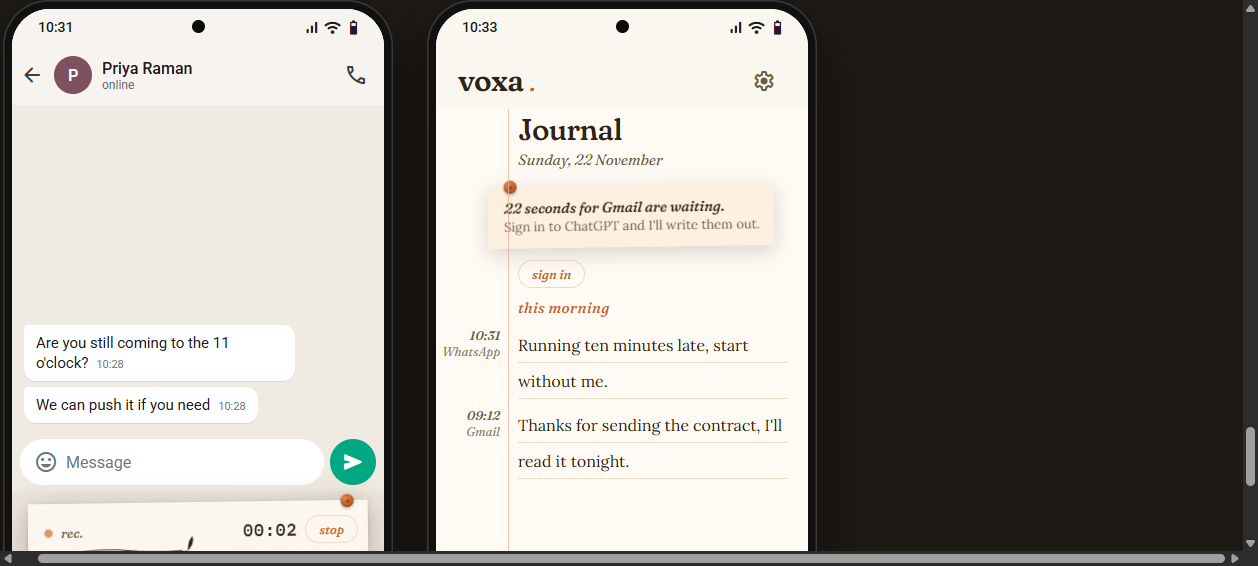 10:31
P
Priya Raman
online
Are you still coming to the 11
o'clock? 10:28
We can push it if you need 10:28
Message
rec.
00:02
stop
10:33
voxa.
Journal
Sunday, 22 November
22 seconds for Gmail are waiting.
Sign in to ChatGPT and I'll write them out.
sign in
this morning
10:31
WhatsApp
Running ten minutes late, start
without me.
09:12
Gmail
Thanks for sending the contract, I'll
read it tonight.